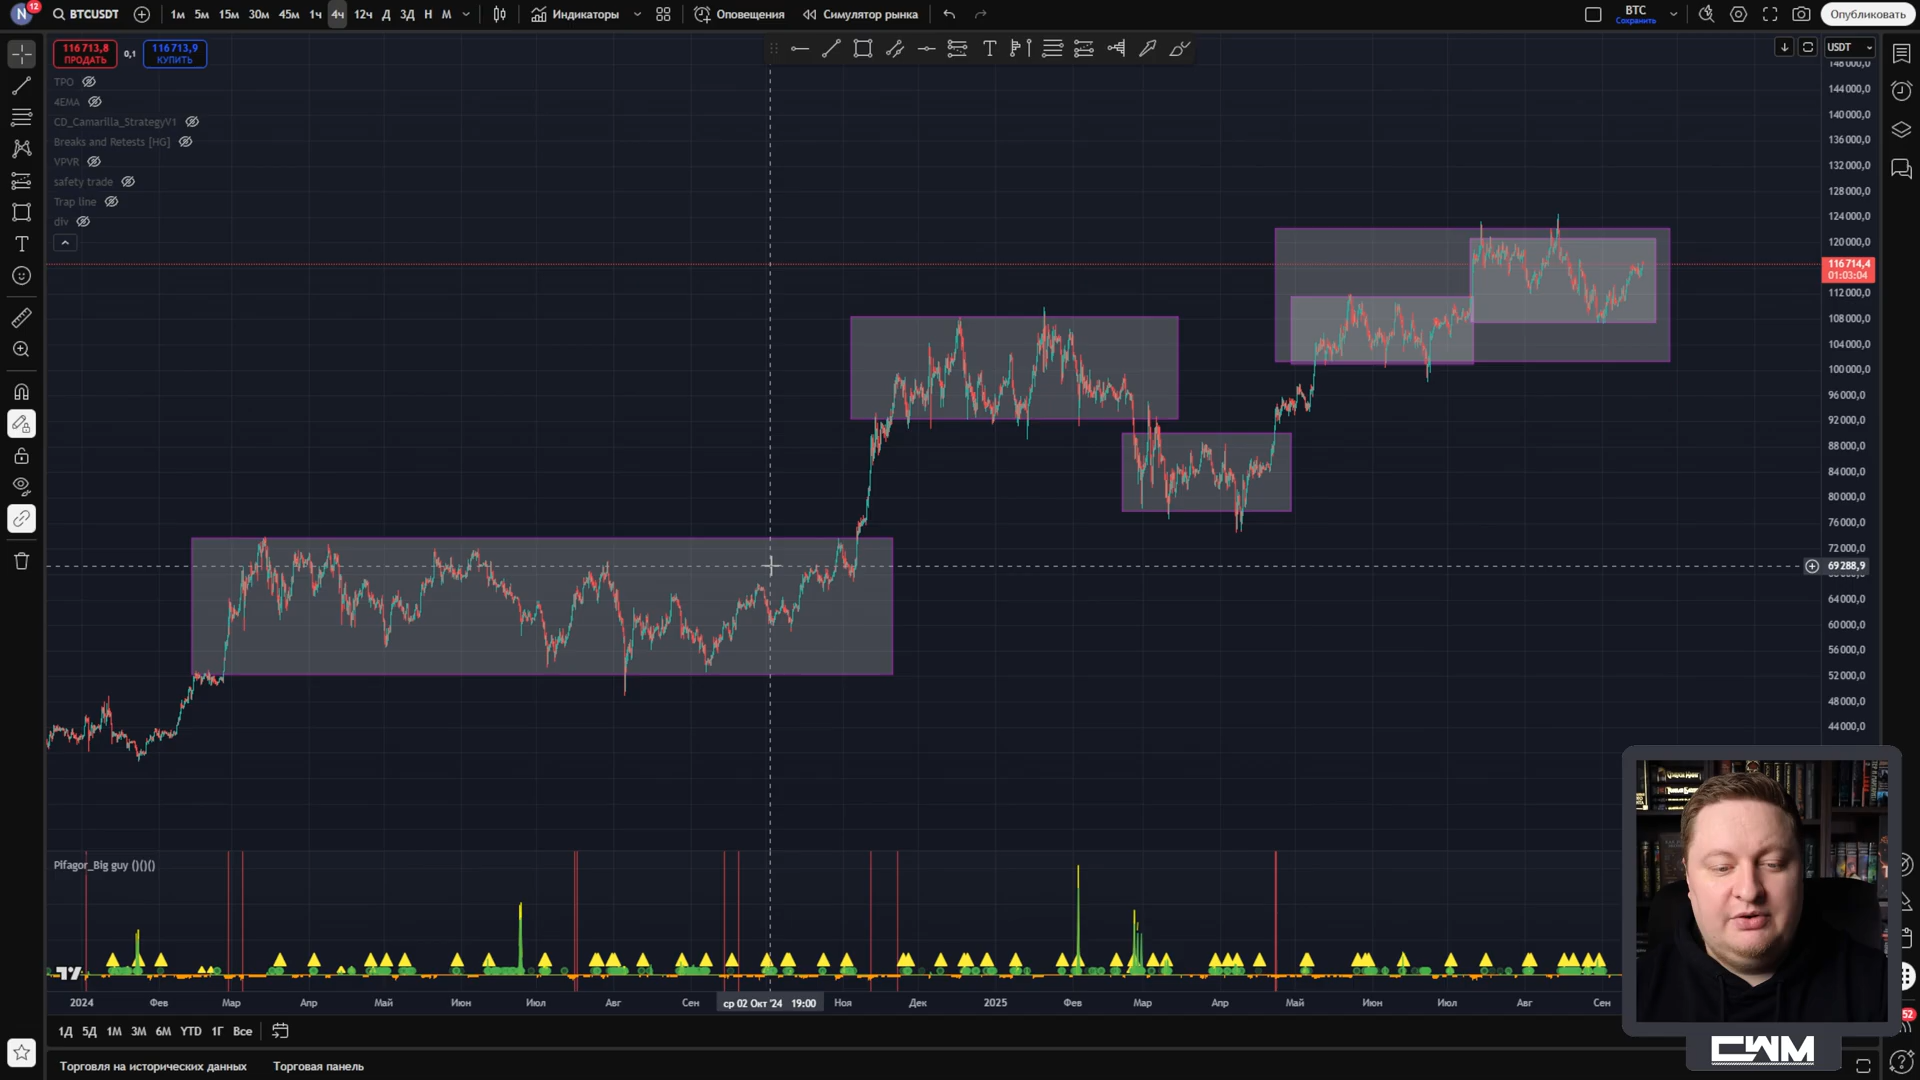 N 12 BTCUSDT 1м 5м 15м 30м 45м 1ч 4ч 12ч Д 3Д Н М Индикаторы Оповещения Симулятор рынка BTC Сохранить Опубликовать
116 713,8 ПРОДАТЬ 0,1 116 713,9 КУПИТЬ
USDT
TPO
4EMA
CD_Camarilla_StrategyV1
Breaks and Retests [HG]
VPVR
safety trade
Trap line
div
148 000,0
144 000,0
140 000,0
136 000,0
132 000,0
128 000,0
124 000,0
120 000,0
116 714,4
01:03:04
112 000,0
108 000,0
104 000,0
100 000,0
96 000,0
92 000,0
88 000,0
84 000,0
80 000,0
76 000,0
72 000,0
69 288,9
64 000,0
60 000,0
56 000,0
52 000,0
48 000,0
44 000,0
Pifagor_Big guy ()()()
2024 Фев Мар Апр Май Июн Июл Авг Сен ср 02 Окт '24 19:00 Ноя Дек 2025 Фев Мар Апр Май Июн Июл Авг Сен
1Д 5Д 1М 3М 6М YTD 1Г Все
52
CWM
Торговля на исторических данных Торговая панель